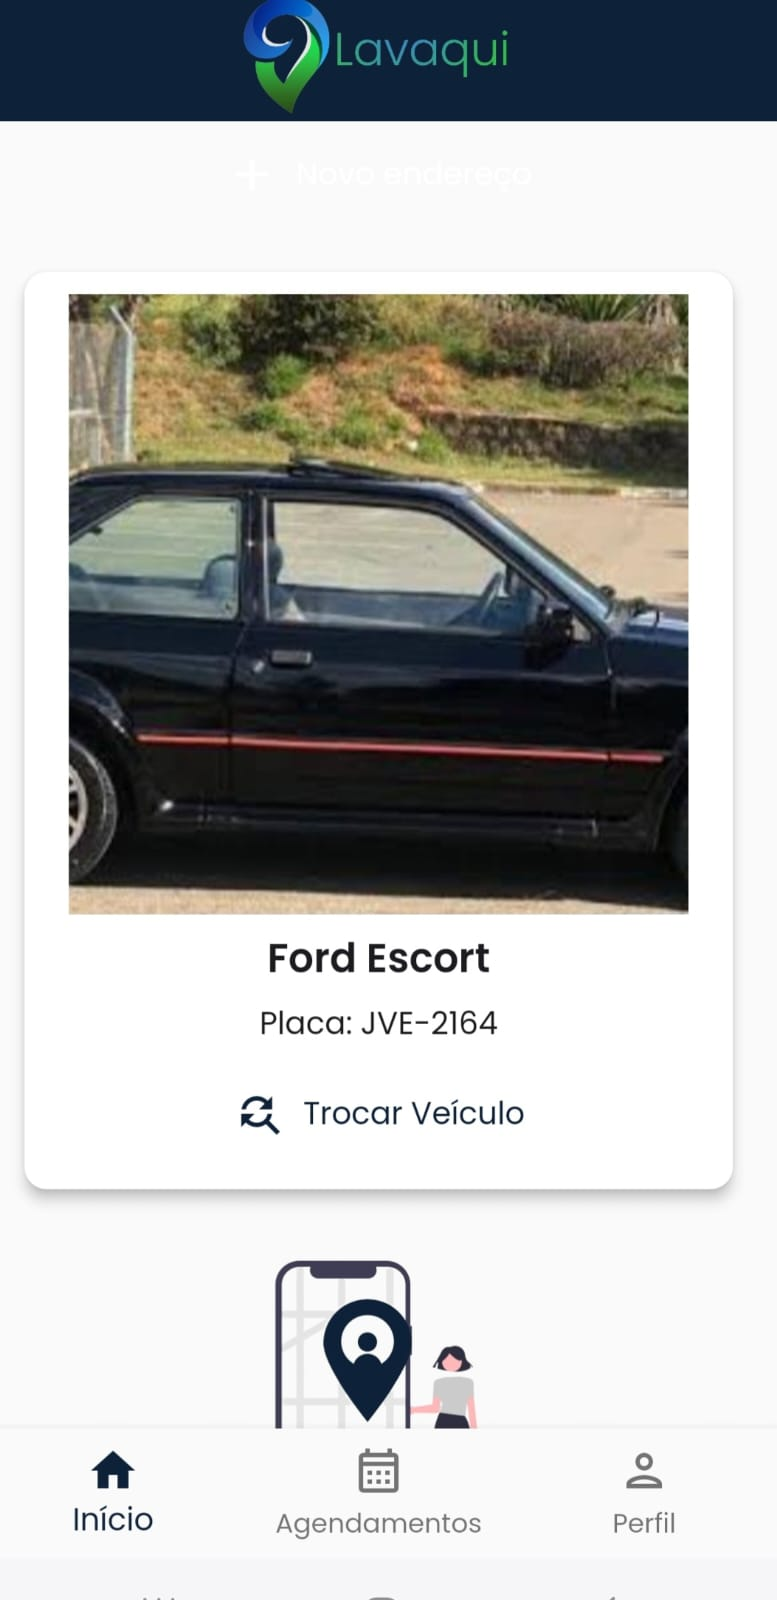 Lavaqui
Novo endereço
Ford Escort
Placa: JVE-2164
Trocar Veículo
Início
Agendamentos
Perfil